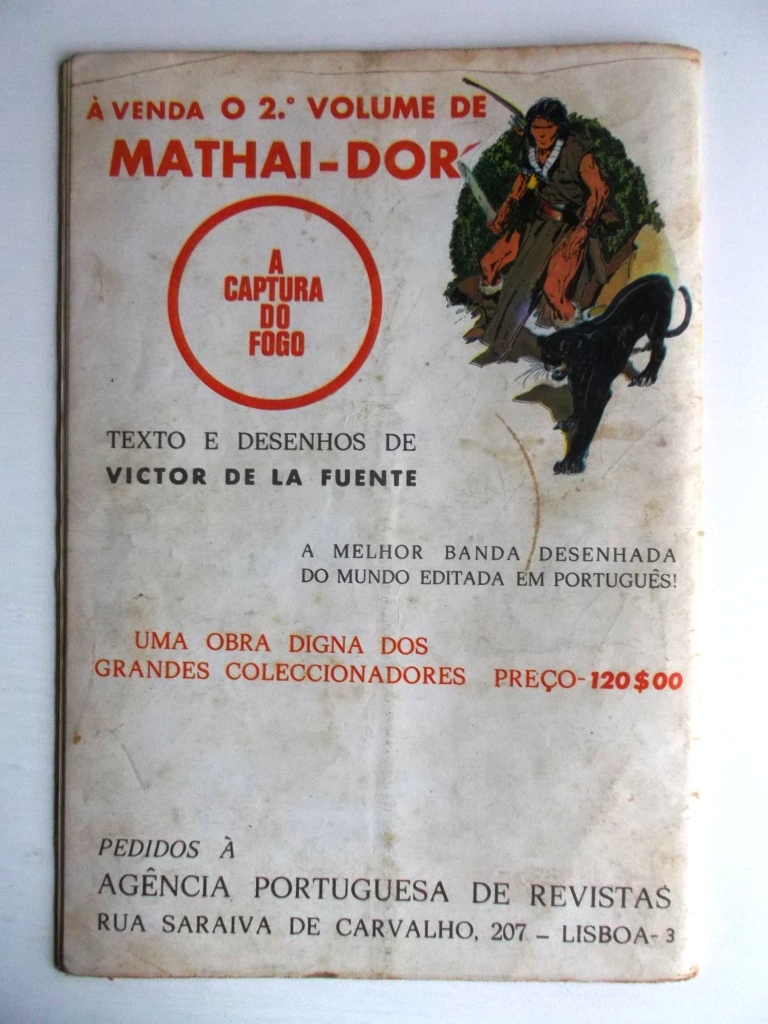 À VENDA O 2.º VOLUME DE
MATHAI-DOR
A
CAPTURA
DO
FOGO
TEXTO E DESENHOS DE
VICTOR DE LA FUENTE
A MELHOR BANDA DESENHADA
DO MUNDO EDITADA EM PORTUGUÊS!
UMA OBRA DIGNA DOS
GRANDES COLECCIONADORES PREÇO-120$00
PEDIDOS À
AGÊNCIA PORTUGUESA DE REVISTAS
RUA SARAIVA DE CARVALHO, 207 – LISBOA-3